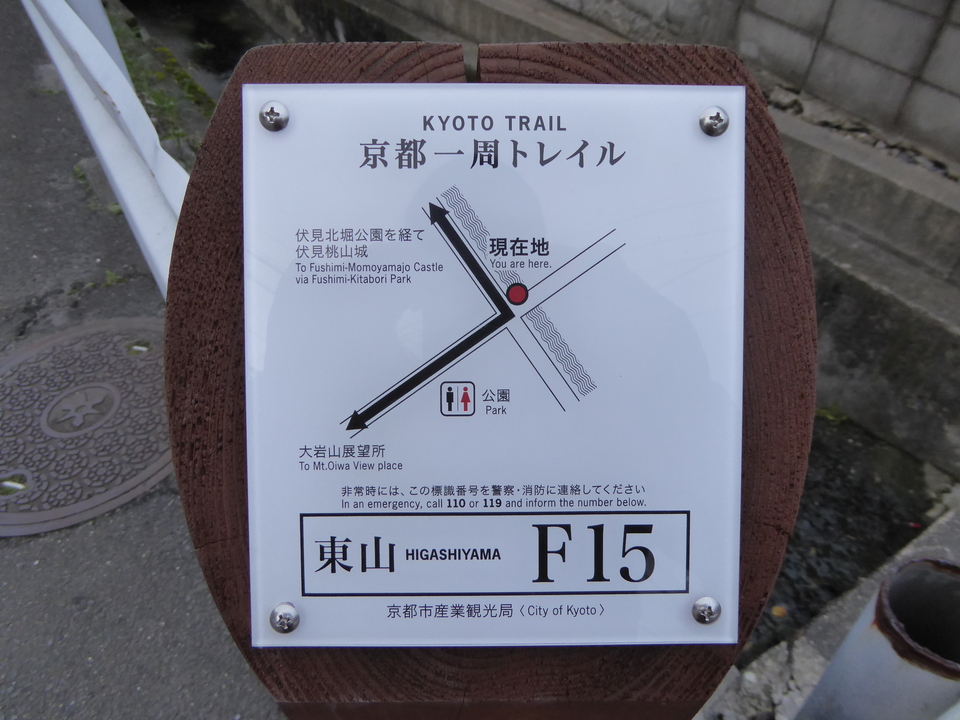 KYOTO TRAIL
京都一周トレイル
伏見北堀公園を経て
伏見桃山城
To Fushimi-Momoyamajo Castle
via Fushimi-Kitabori Park
現在地
You are here.
公園
Park
大岩山展望所
To Mt.Oiwa View place
非常時には、この標識番号を警察・消防に連絡してください
In an emergency, call 110 or 119 and inform the number below.
東山 HIGASHIYAMA F15
京都市産業観光局〈City of Kyoto〉